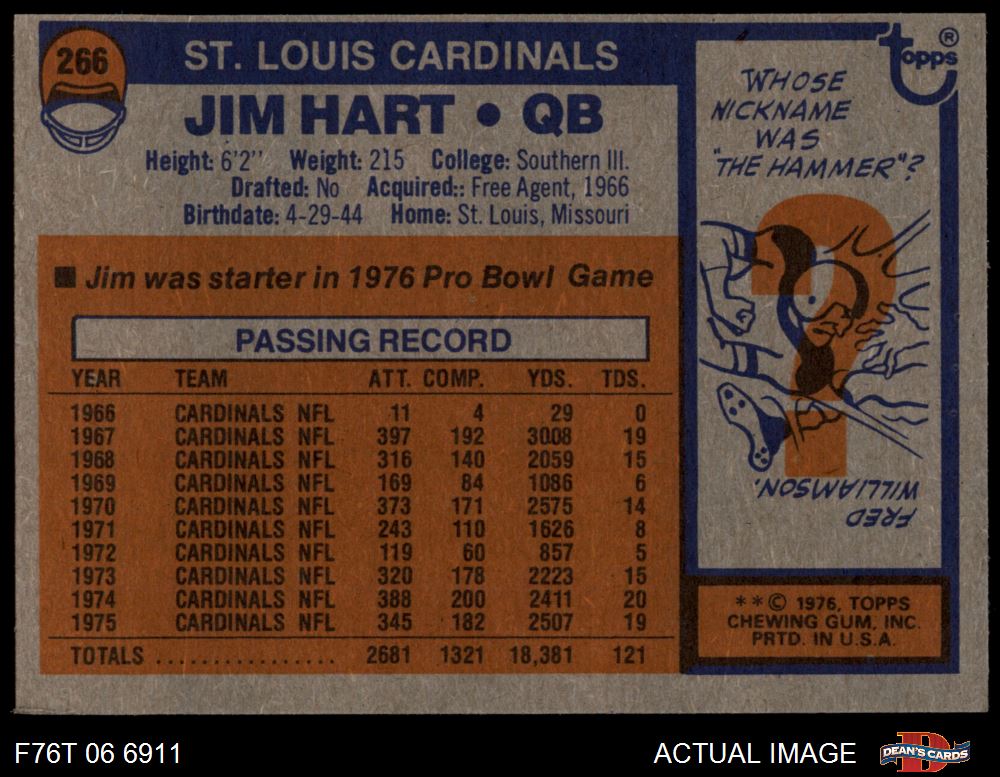 266
ST. LOUIS CARDINALS
JIM HART • QB
Height: 6'2" Weight: 215 College: Southern Ill.
Drafted: No Acquired:: Free Agent, 1966
Birthdate: 4-29-44 Home: St. Louis, Missouri
■ Jim was starter in 1976 Pro Bowl Game
PASSING RECORD
YEAR TEAM ATT. COMP. YDS. TDS.
1966 CARDINALS NFL 11 4 29 0
1967 CARDINALS NFL 397 192 3008 19
1968 CARDINALS NFL 316 140 2059 15
1969 CARDINALS NFL 169 84 1086 6
1970 CARDINALS NFL 373 171 2575 14
1971 CARDINALS NFL 243 110 1626 8
1972 CARDINALS NFL 119 60 857 5
1973 CARDINALS NFL 320 178 2223 15
1974 CARDINALS NFL 388 200 2411 20
1975 CARDINALS NFL 345 182 2507 19
TOTALS ................. 2681 1321 18,381 121
topps®
WHOSE
NICKNAME
WAS
"THE HAMMER"?
?
FRED
WILLIAMSON.
**© 1976, TOPPS
CHEWING GUM, INC.
PRTD. IN U.S.A.
F76T 06 6911
ACTUAL IMAGE
D
DEAN'S CARDS